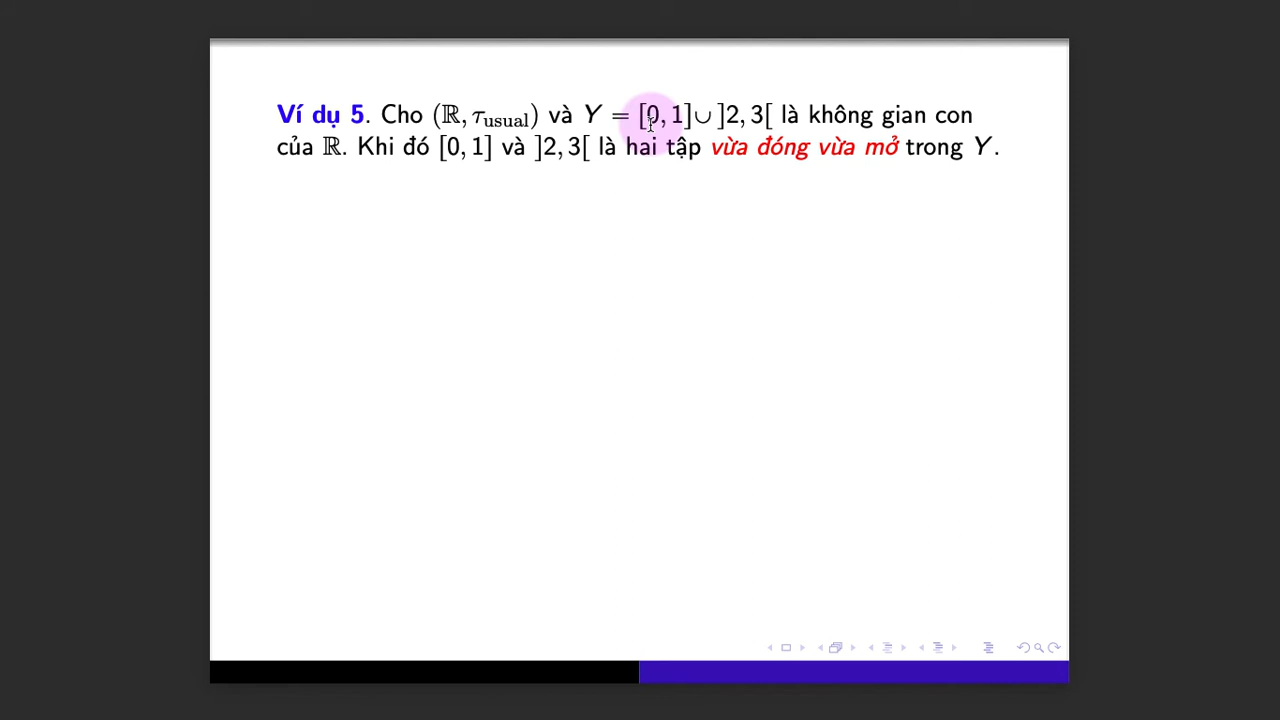 Ví dụ 5. Cho (ℝ, τusual) và Y = [0, 1] ∪ ]2, 3[ là không gian con
của ℝ. Khi đó [0, 1] và ]2, 3[ là hai tập vừa đóng vừa mở trong Y.